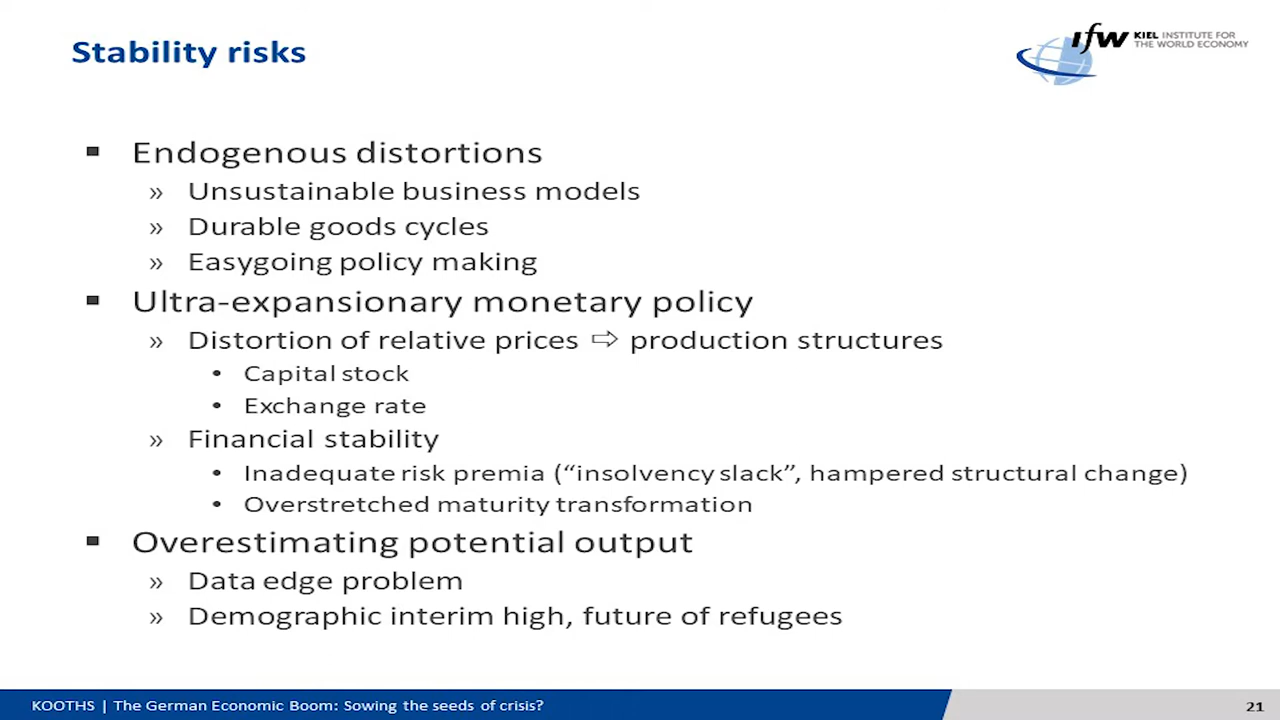 Stability risks
ifw KIEL INSTITUTE FOR
THE WORLD ECONOMY
▪ Endogenous distortions
» Unsustainable business models
» Durable goods cycles
» Easygoing policy making
▪ Ultra-expansionary monetary policy
» Distortion of relative prices ⇨ production structures
• Capital stock
• Exchange rate
» Financial stability
• Inadequate risk premia (“insolvency slack”, hampered structural change)
• Overstretched maturity transformation
▪ Overestimating potential output
» Data edge problem
» Demographic interim high, future of refugees
KOOTHS | The German Economic Boom: Sowing the seeds of crisis?
21